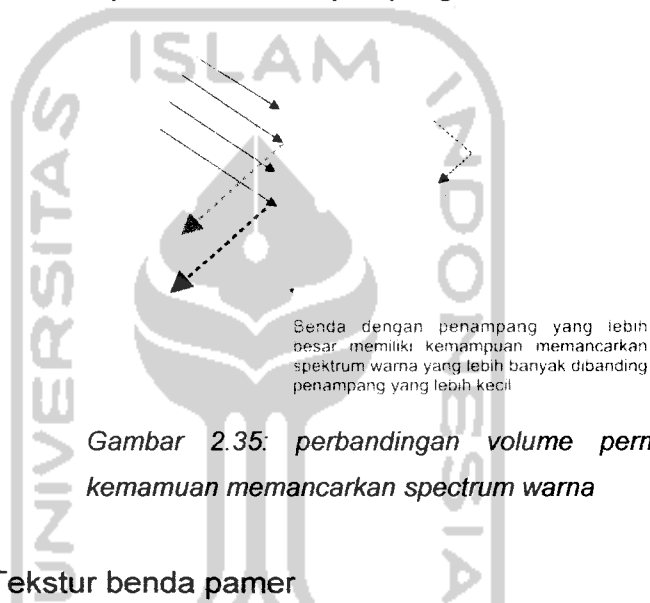 ISLAM
UNIVERSITAS
INDONESIA
Benda dengan penampang yang lebih
besar memiliki kemampuan memancarkan
spektrum warna yang lebih banyak dibanding
penampang yang lebih kecil
Gambar 2.35: perbandingan volume
kemamuan memancarkan spectrum warna
Tekstur benda pamer